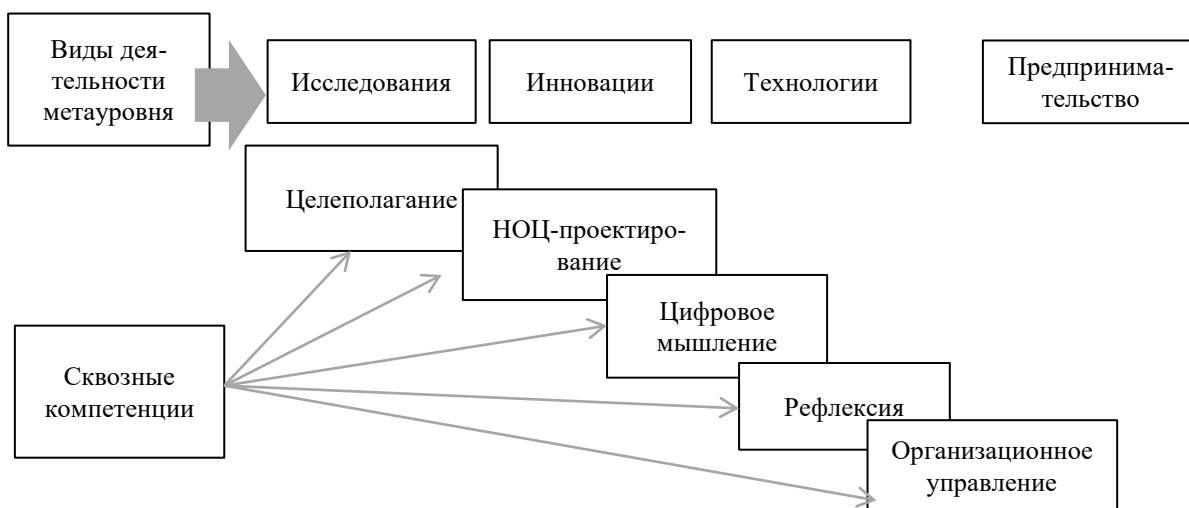 Виды дея-
тельности
метауровня
Исследования
Инновации
Технологии
Предпринима-
тельство
Целеполагание
НОЦ-проектиро-
вание
Цифровое
мышление
Сквозные
компетенции
Рефлексия
Организационное
управление